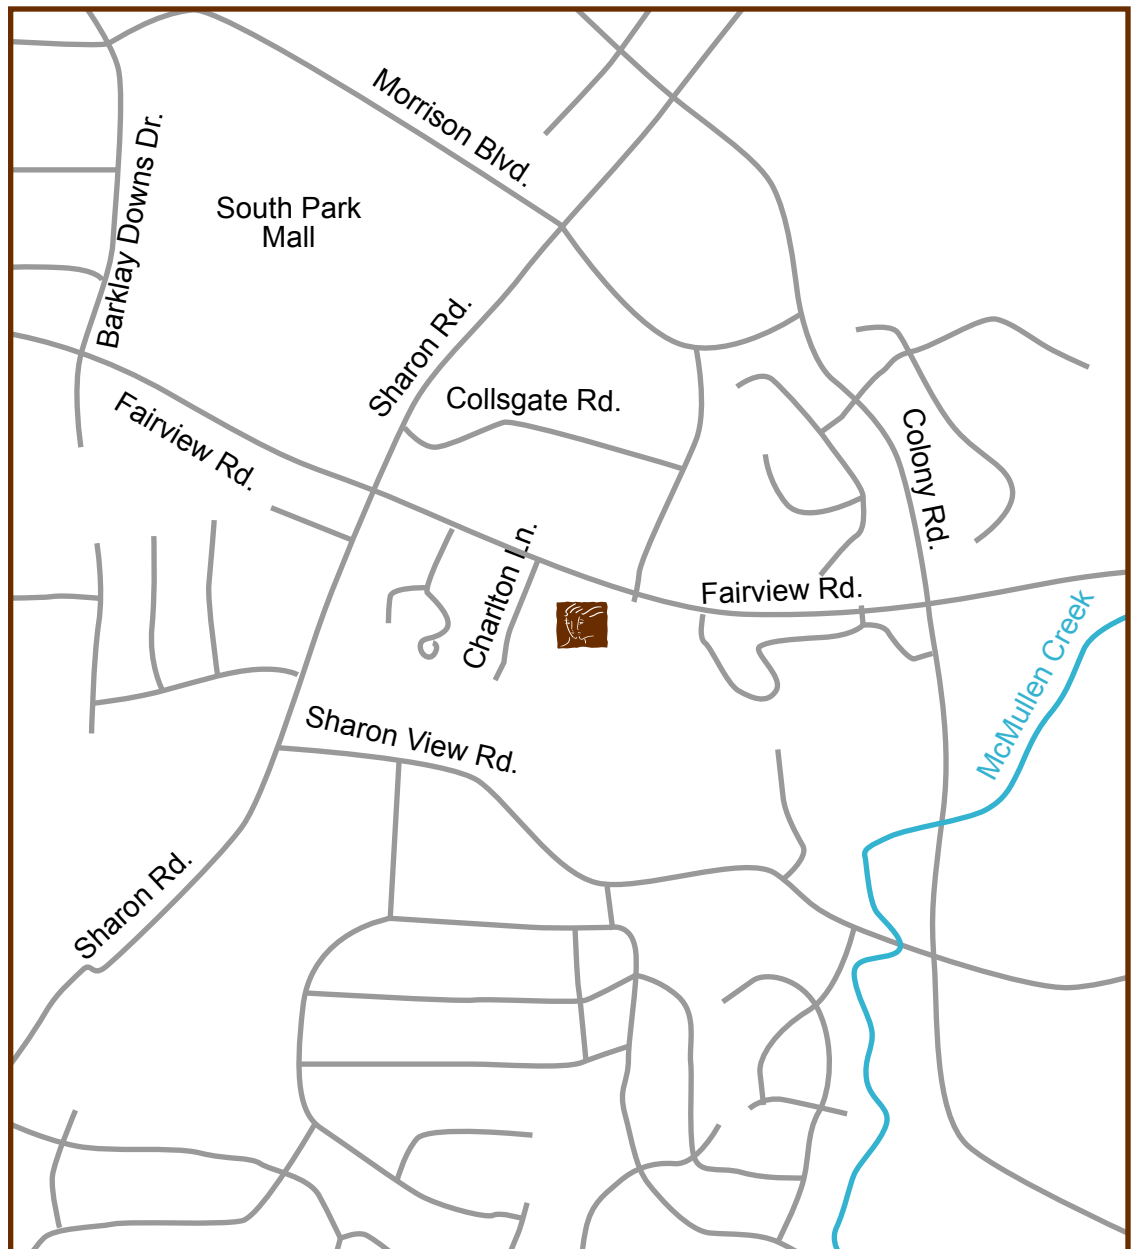 Morrison Blvd.
Barklay Downs Dr.
South Park
Mall
Sharon Rd.
Collsgate Rd.
Fairview Rd.
Colony Rd.
Charlton Ln.
Fairview Rd.
McMullen Creek
Sharon View Rd.
Sharon Rd.